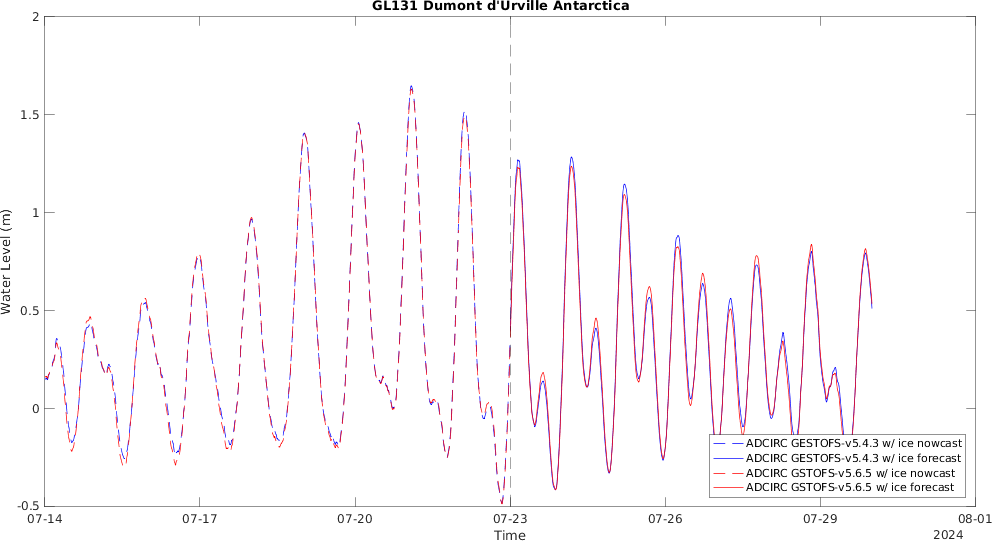 GL131 Dumont d'Urville Antarctica
2
1.5
1
0.5
0
-0.5
Water Level (m)
ADCIRC GESTOFS-v5.4.3 w/ ice nowcast
ADCIRC GESTOFS-v5.4.3 w/ ice forecast
ADCIRC GSTOFS-v5.6.5 w/ ice nowcast
ADCIRC GSTOFS-v5.6.5 w/ ice forecast
07-14 07-17 07-20 07-23 07-26 07-29 08-01
Time
2024